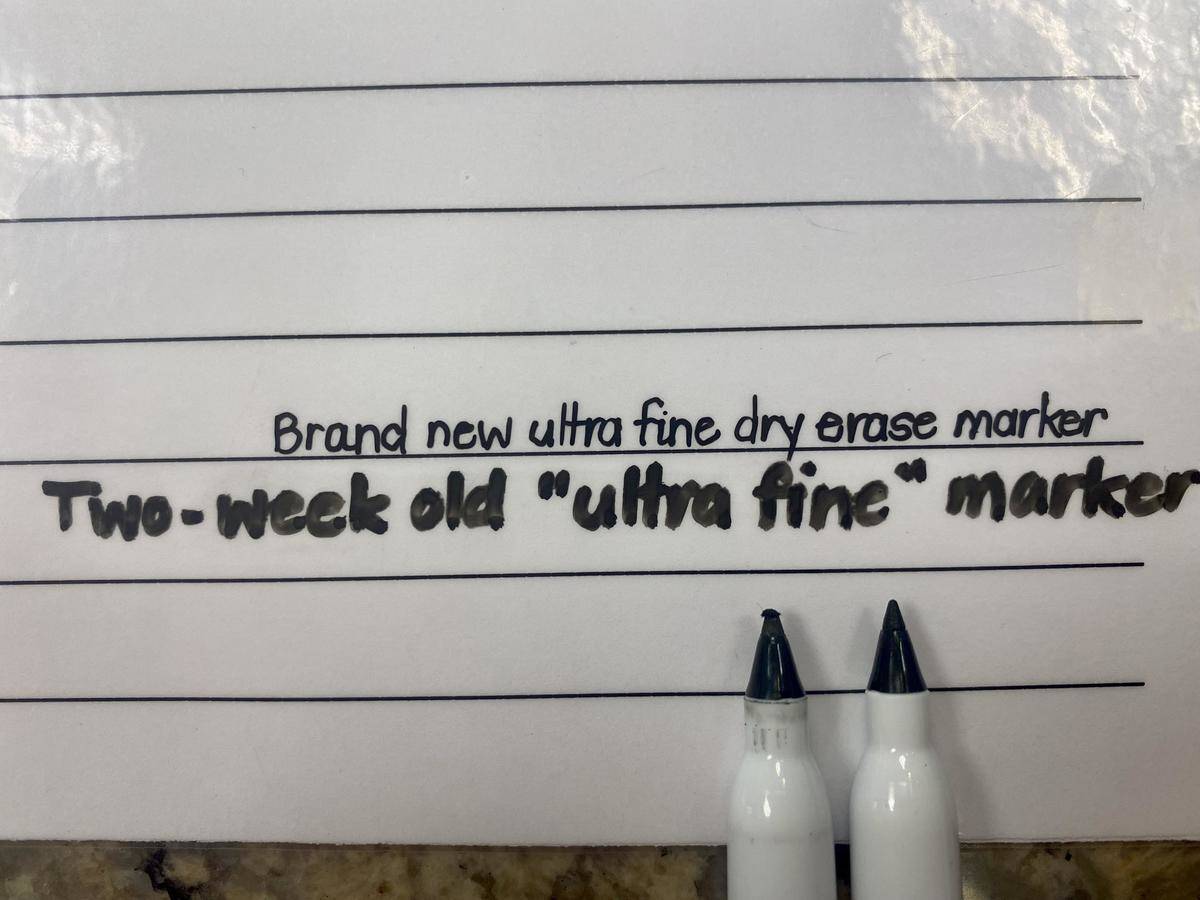 Brand new ultra fine dry erase marker
Two-week old "ultra fine" marker